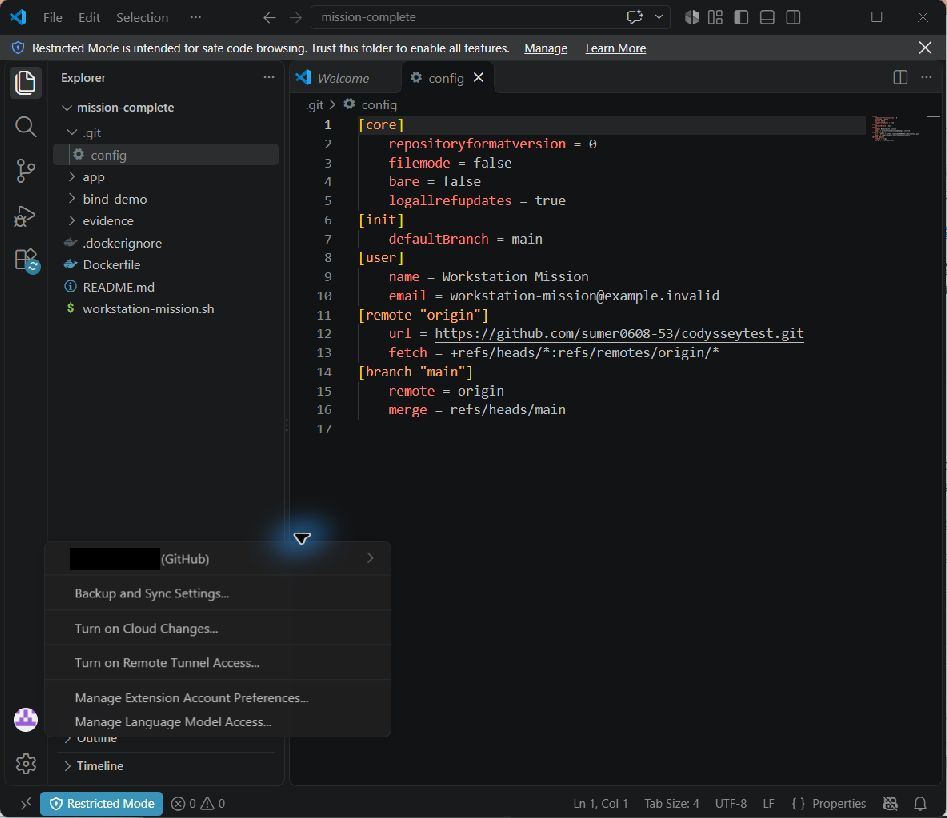 File Edit Selection ··· mission-complete
Restricted Mode is intended for safe code browsing. Trust this folder to enable all features. Manage Learn More
Explorer
mission-complete
.git
config
app
bind-demo
evidence
.dockerignore
Dockerfile
README.md
$ workstation-mission.sh
Welcome
config
.git > config
1 [core]
2 repositoryformatversion = 0
3 filemode = false
4 bare = false
5 logallrefupdates = true
6 [init]
7 defaultBranch = main
8 [user]
9 name = Workstation Mission
10 email = workstation-mission@example.invalid
11 [remote "origin"]
12 url = https://github.com/sumer0608-53/codysseytest.git
13 fetch = +refs/heads/*:refs/remotes/origin/*
14 [branch "main"]
15 remote = origin
16 merge = refs/heads/main
17
(GitHub)
Backup and Sync Settings...
Turn on Cloud Changes...
Turn on Remote Tunnel Access...
Manage Extension Account Preferences...
Manage Language Model Access...
Outline
Timeline
Restricted Mode 0 0 Ln 1, Col 1 Tab Size: 4 UTF-8 LF { } Properties